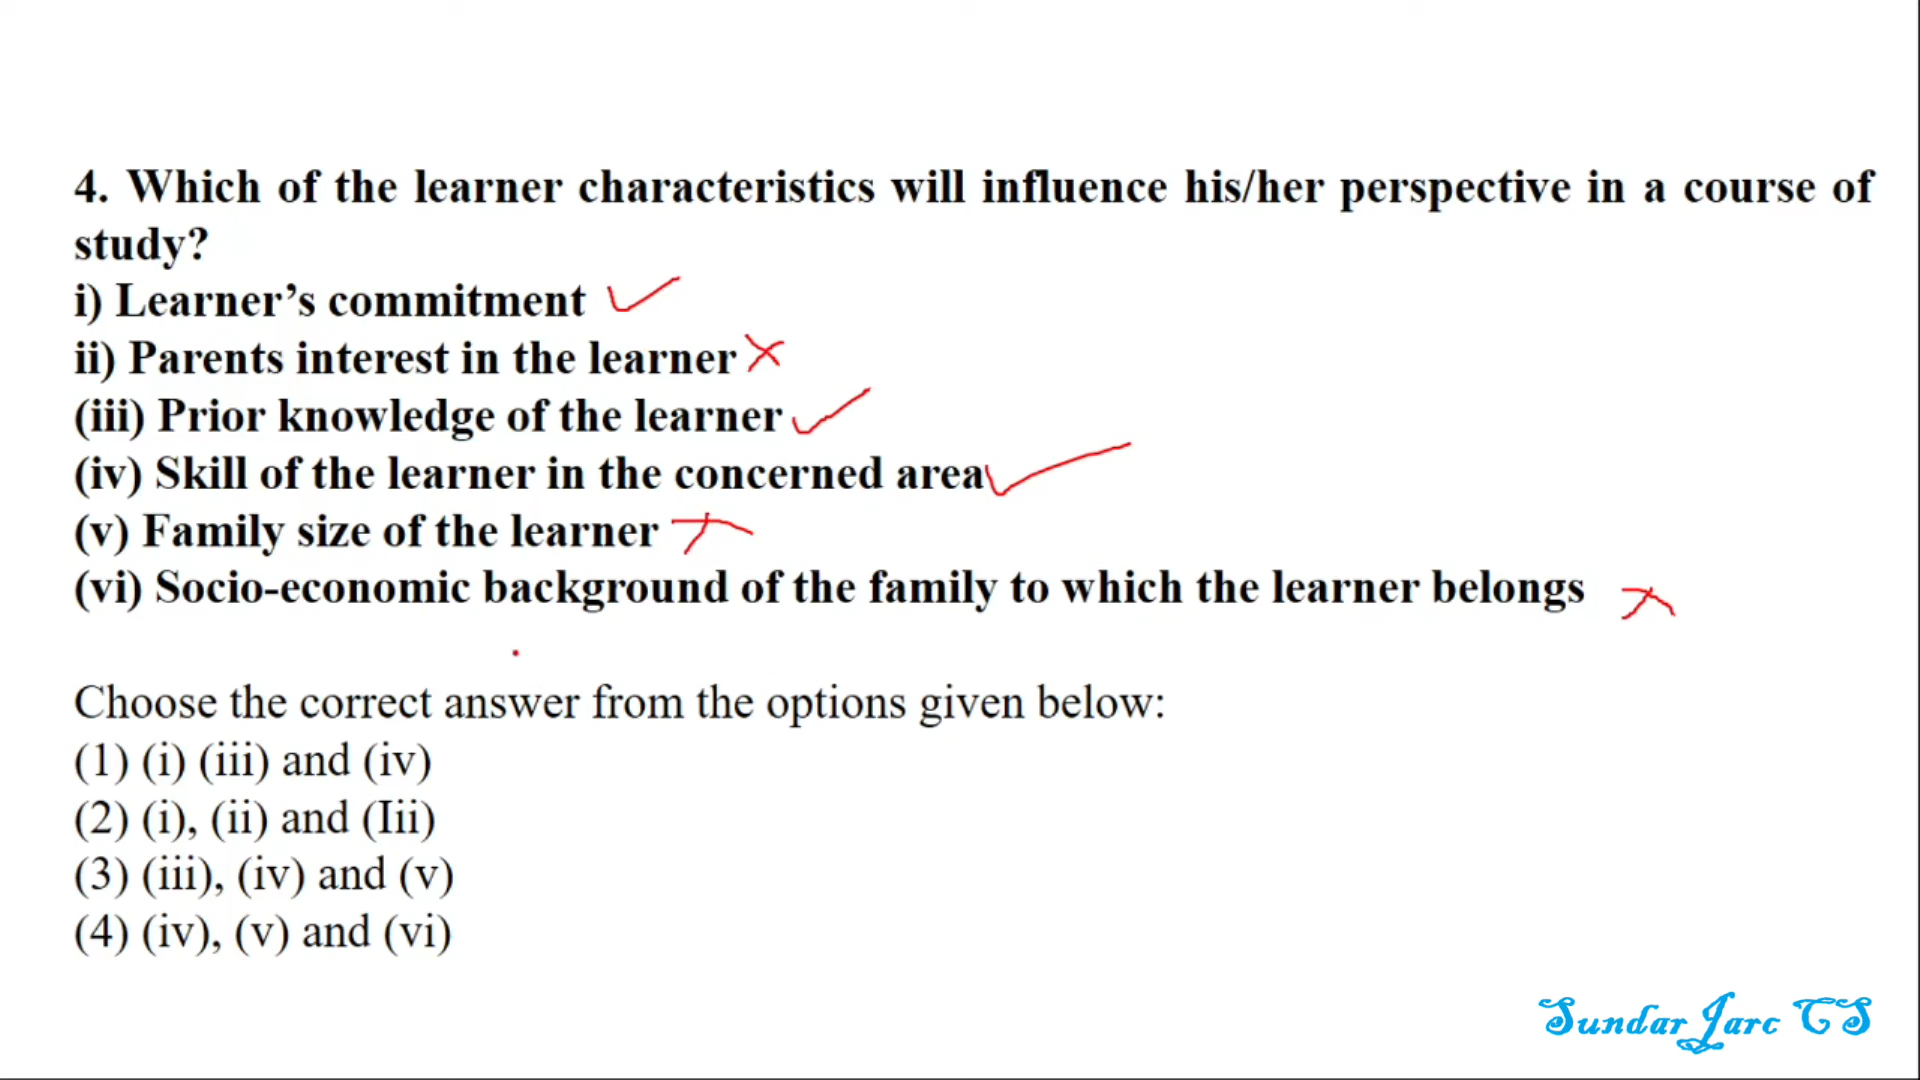 4. Which of the learner characteristics will influence his/her perspective in a course of
study?
i) Learner’s commitment
ii) Parents interest in the learner
(iii) Prior knowledge of the learner
(iv) Skill of the learner in the concerned area
(v) Family size of the learner
(vi) Socio-economic background of the family to which the learner belongs
Choose the correct answer from the options given below:
(1) (i) (iii) and (iv)
(2) (i), (ii) and (Iii)
(3) (iii), (iv) and (v)
(4) (iv), (v) and (vi)
Sundar Jarc TS